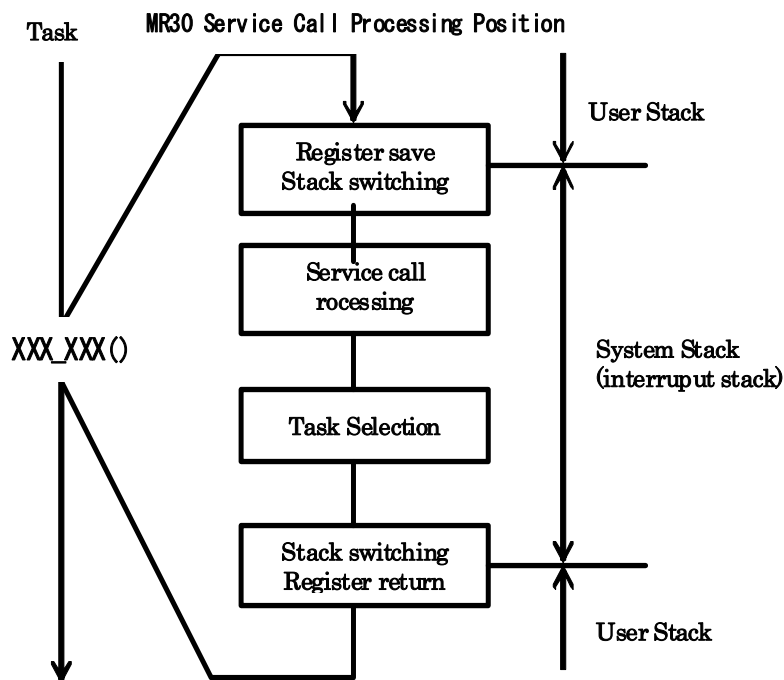 MR30 Service Call Processing Position
Task
User Stack
Register save
Stack switching
Service call
rocessing
XXX_XXX()
System Stack
(interruput stack)
Task Selection
Stack switching
Register return
User Stack